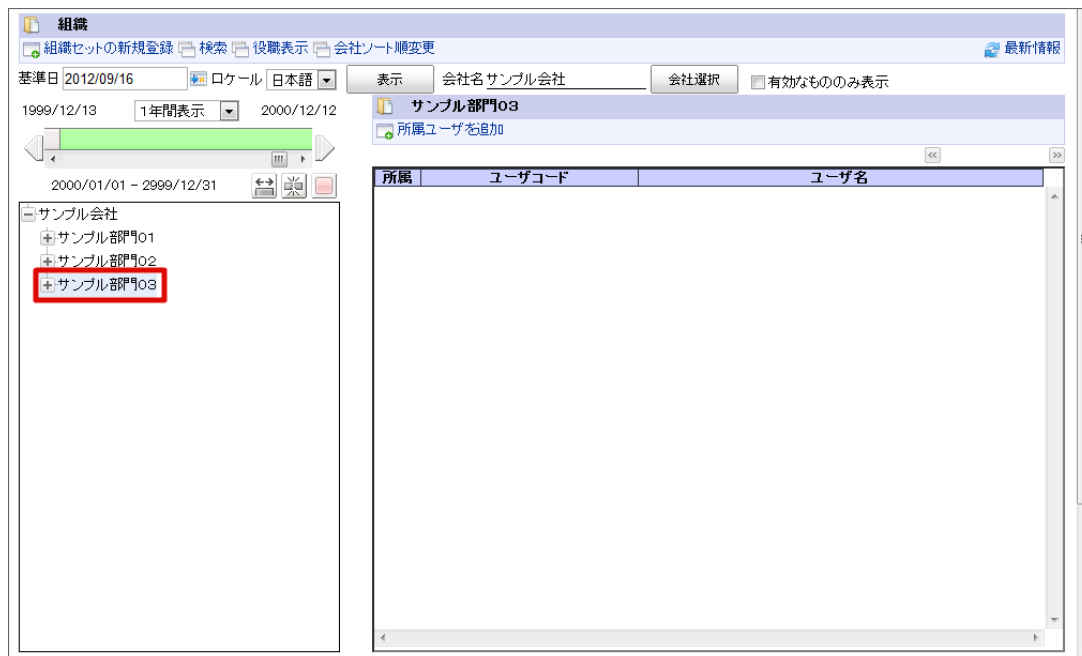 組織
組織セットの新規登録 検索 役職表示 会社ソート順変更 最新情報
基準日 2012/09/16 ロケール 日本語 表示 会社名 サンプル会社 会社選択 有効なもののみ表示
1999/12/13 1年間表示 2000/12/12
2000/01/01 - 2999/12/31
サンプル会社
サンプル部門01
サンプル部門02
サンプル部門03
サンプル部門03
所属ユーザを追加
所属 ユーザコード ユーザ名